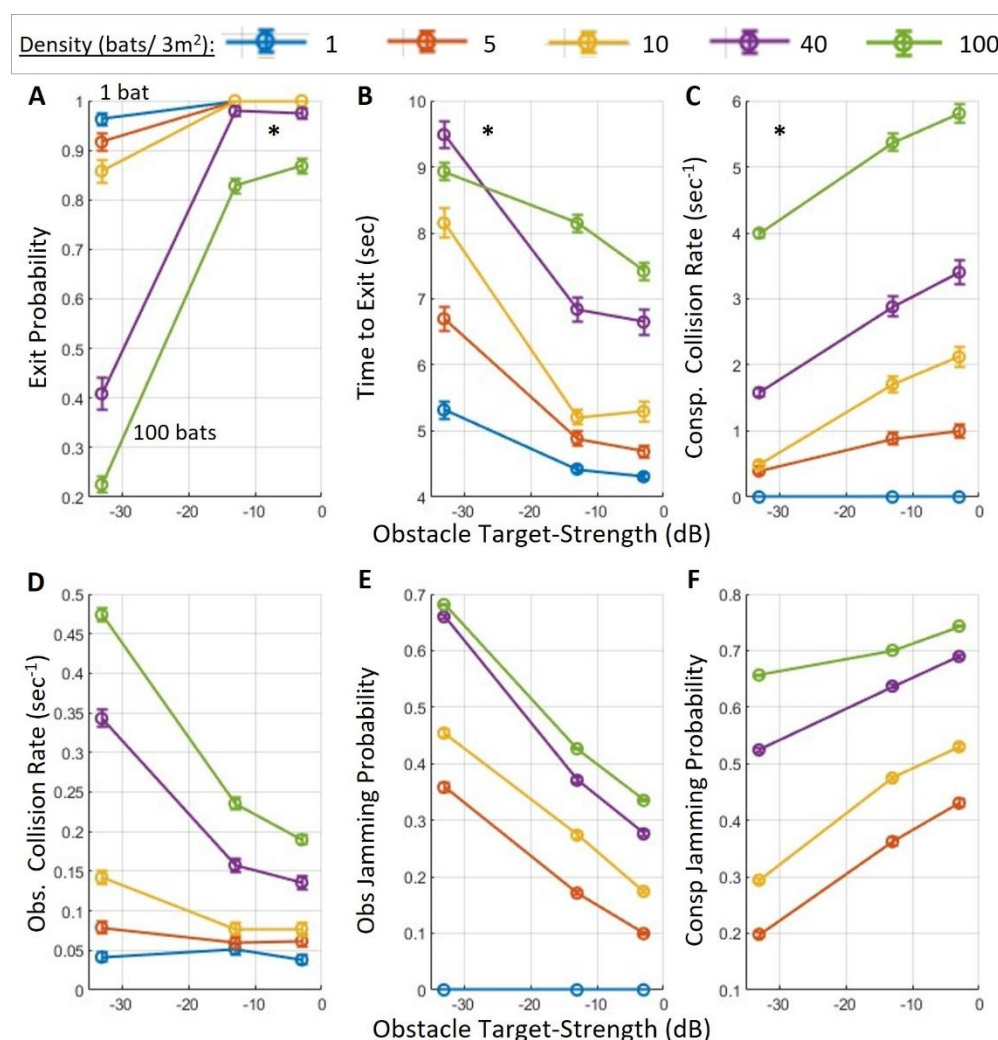 Density (bats/ 3m²): 1 5 10 40 100
A B C
1 bat
* * *
100 bats
Exit Probability
1
0.9
0.8
0.7
0.6
0.5
0.4
0.3
0.2
-30 -20 -10 0
Time to Exit (sec)
10
9
8
7
6
5
4
-30 -20 -10 0
Consp. Collision Rate (sec⁻¹)
6
5
4
3
2
1
0
-30 -20 -10 0
Obstacle Target-Strength (dB)
D E F
Obs. Collision Rate (sec⁻¹)
0.5
0.45
0.4
0.35
0.3
0.25
0.2
0.15
0.1
0.05
0
-30 -20 -10 0
Obs Jamming Probability
0.7
0.6
0.5
0.4
0.3
0.2
0.1
0
-30 -20 -10 0
Consp Jamming Probability
0.8
0.7
0.6
0.5
0.4
0.3
0.2
0.1
-30 -20 -10 0
Obstacle Target-Strength (dB)